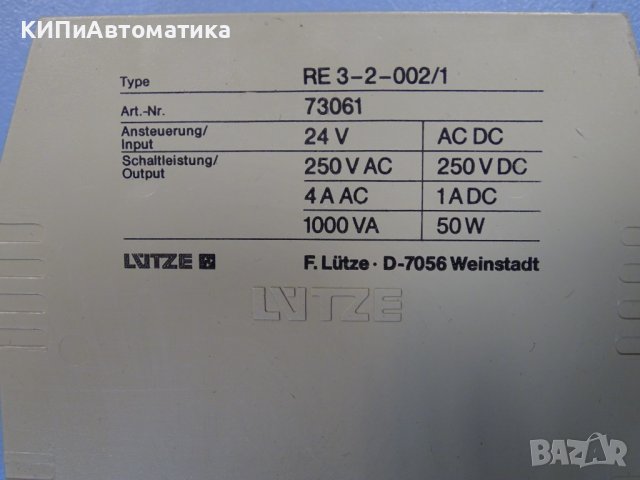 КИПиАвтоматика
Type RE 3-2-002/1
Art.-Nr. 73061
Ansteuerung/
Input 24 V AC DC
Schaltleistung/
Output 250 V AC 250 V DC
4 A AC 1 A DC
1000 VA 50 W
LÜTZE F. Lütze · D-7056 Weinstadt
LÜTZE
BAZAR